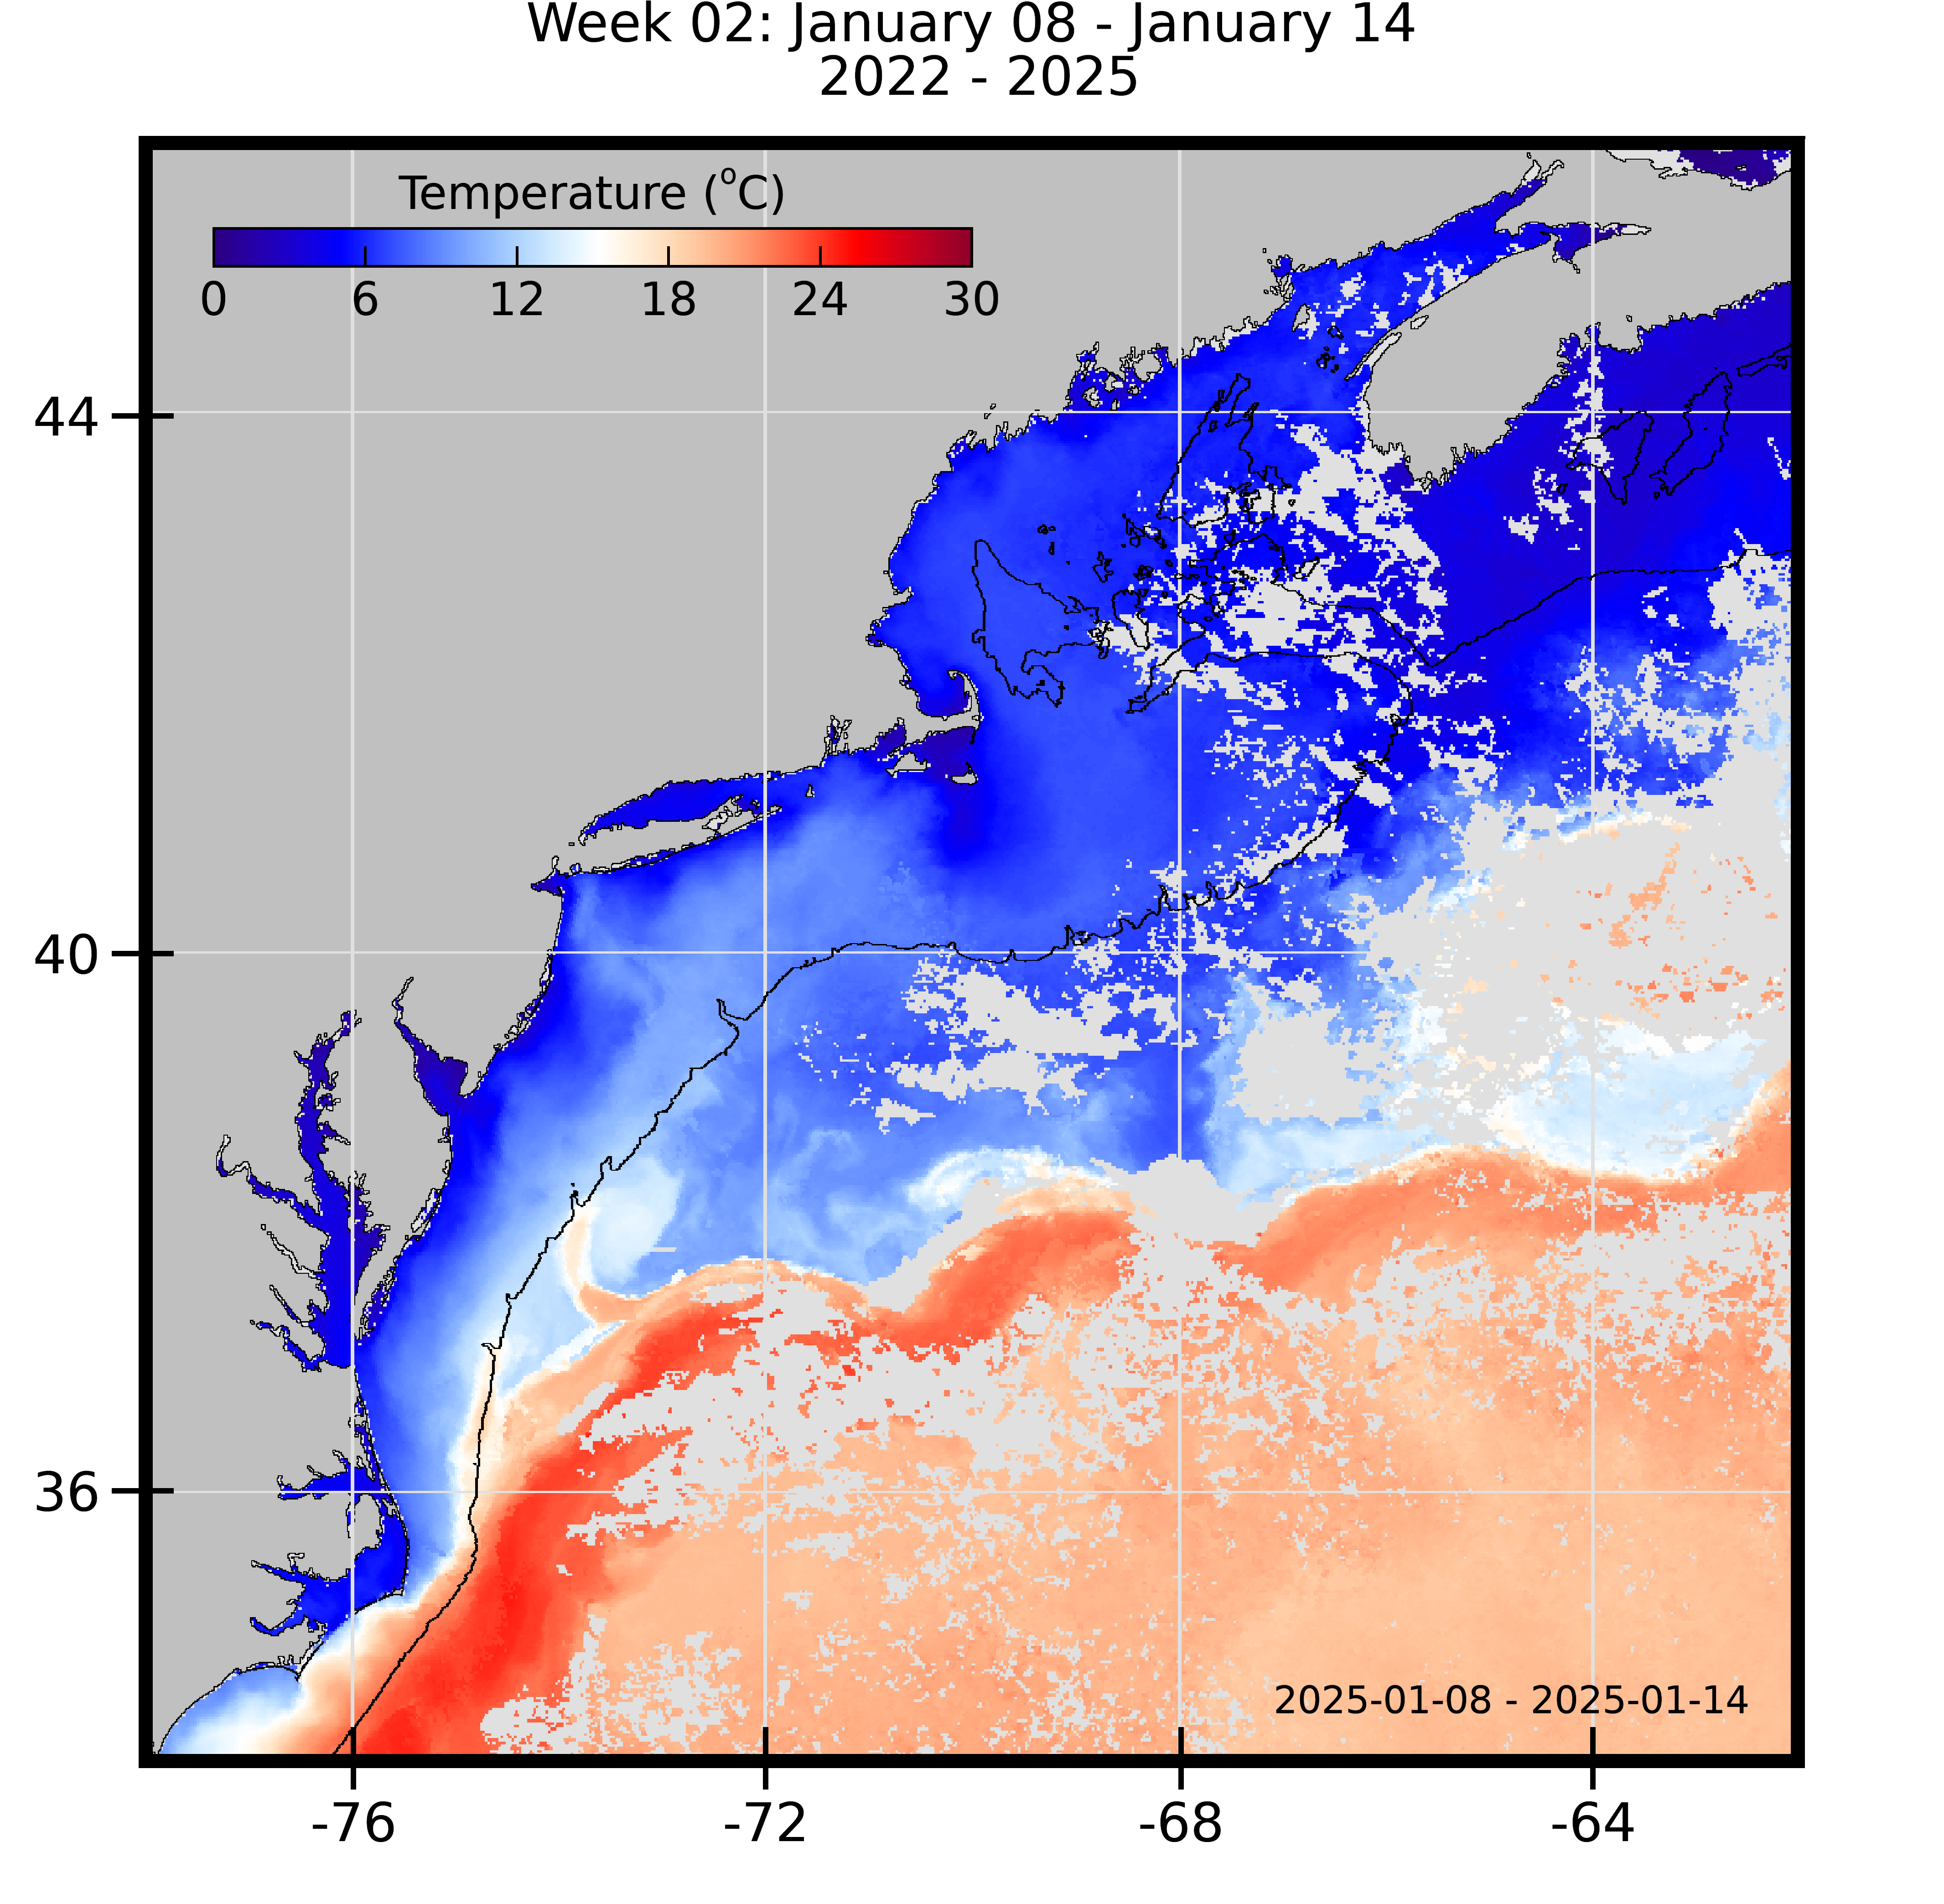 Week 02: January 08 - January 14
2022 - 2025
Temperature (°C)
0 6 12 18 24 30
44
40
36
2025-01-08 - 2025-01-14
-76 -72 -68 -64